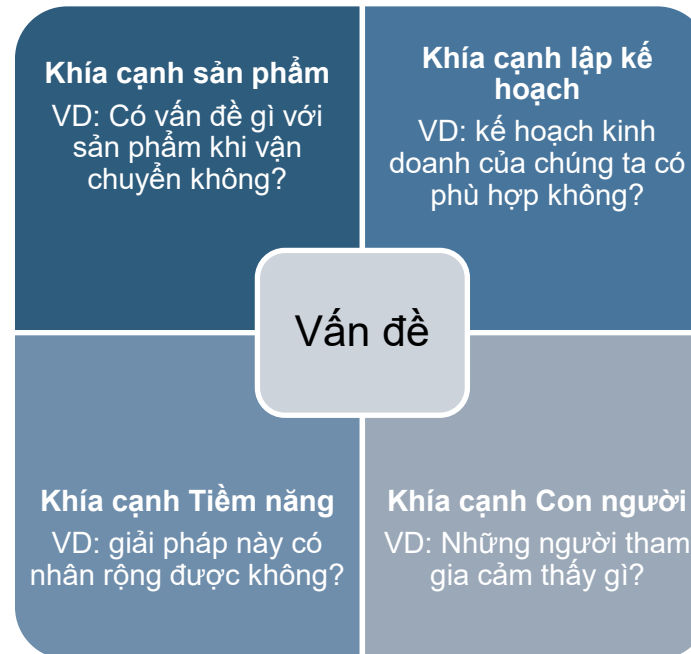 Khía cạnh sản phẩm
VD: Có vấn đề gì với
sản phẩm khi vận
chuyển không?
Khía cạnh lập kế
hoạch
VD: kế hoạch kinh
doanh của chúng ta có
phù hợp không?
Vấn đề
Khía cạnh Tiềm năng
VD: giải pháp này có
nhân rộng được không?
Khía cạnh Con người
VD: Những người tham
gia cảm thấy gì?